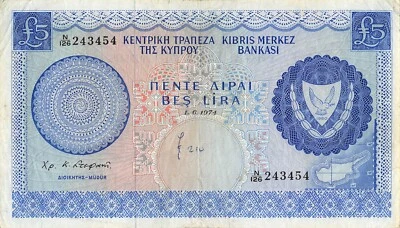 £5
N/126 243454
ΚΕΝΤΡΙΚΗ ΤΡΑΠΕΖΑ KIBRIS MERKEZ
ΤΗΣ ΚΥΠΡΟΥ BANKASI
£5
ΠΕΝΤΕ ΛΙΡΑΙ
BEŞ LİRA
1.6.1974
N/126 243454
ΔΙΟΙΚΗΤΗΣ - MÜDÜR